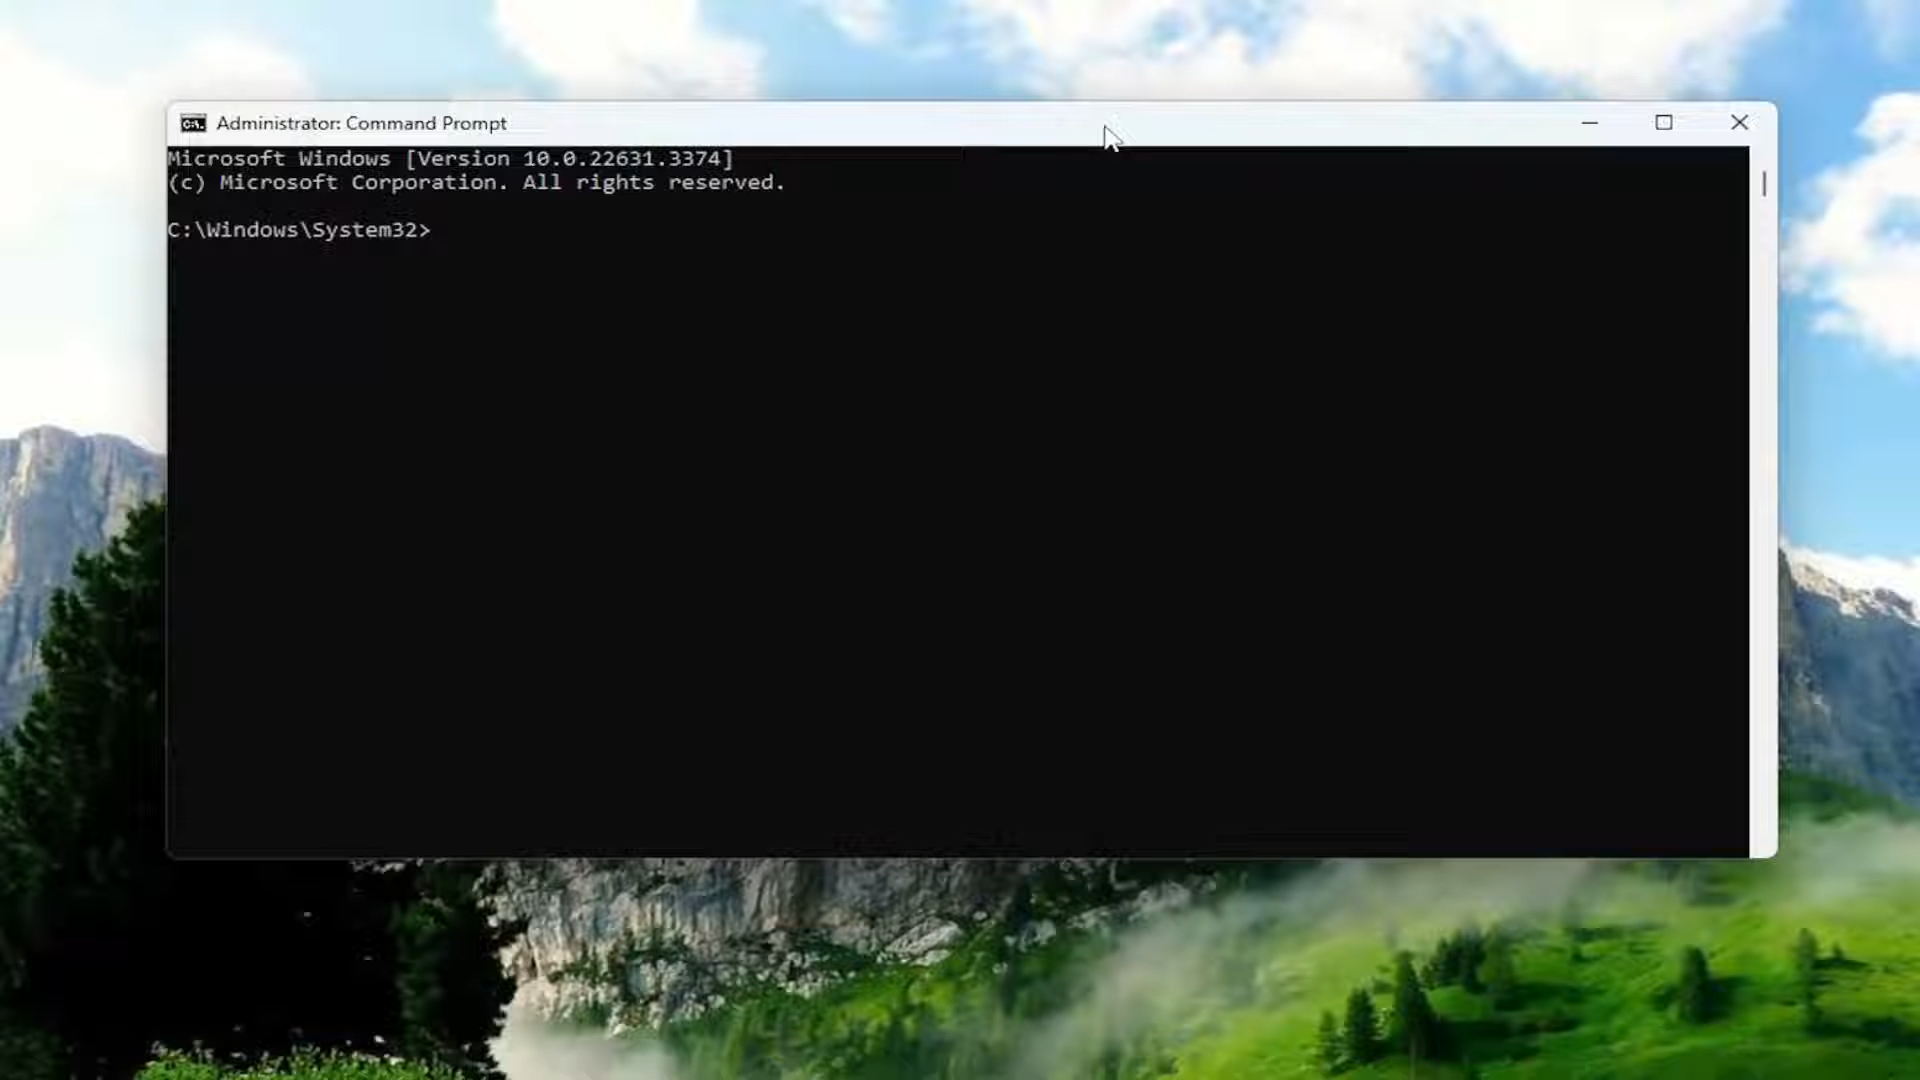 Administrator: Command Prompt
Microsoft Windows [Version 10.0.22631.3374]
(c) Microsoft Corporation. All rights reserved.
C:\Windows\System32>